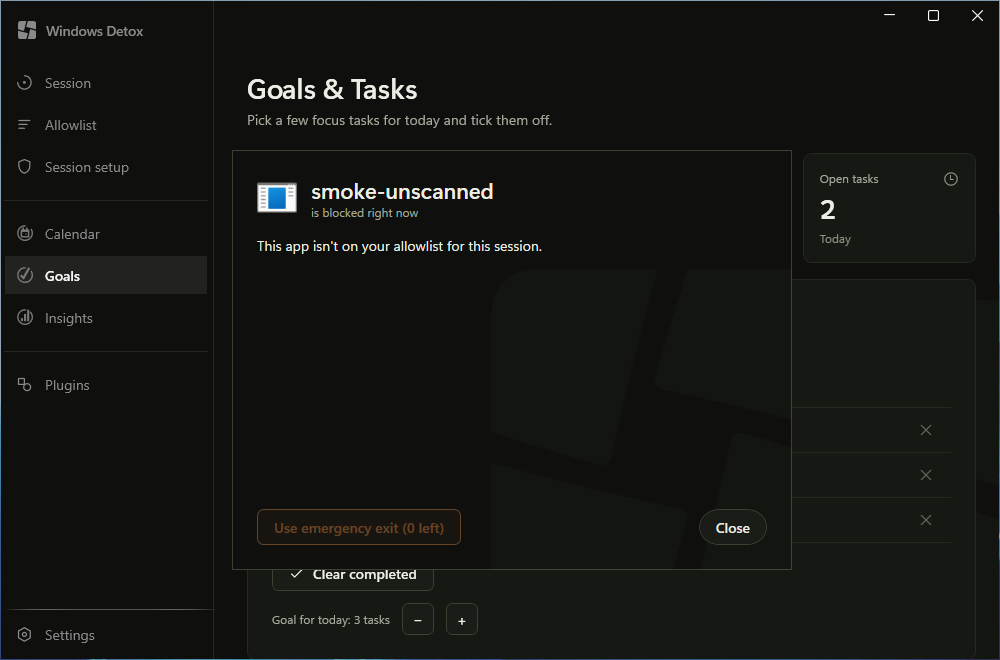 Windows Detox
Session
Allowlist
Session setup
Calendar
Goals
Insights
Plugins
Settings
Goals & Tasks
Pick a few focus tasks for today and tick them off.
smoke-unscanned
is blocked right now
This app isn't on your allowlist for this session.
Use emergency exit (0 left)
Close
Open tasks
2
Today
Clear completed
Goal for today: 3 tasks
−
+